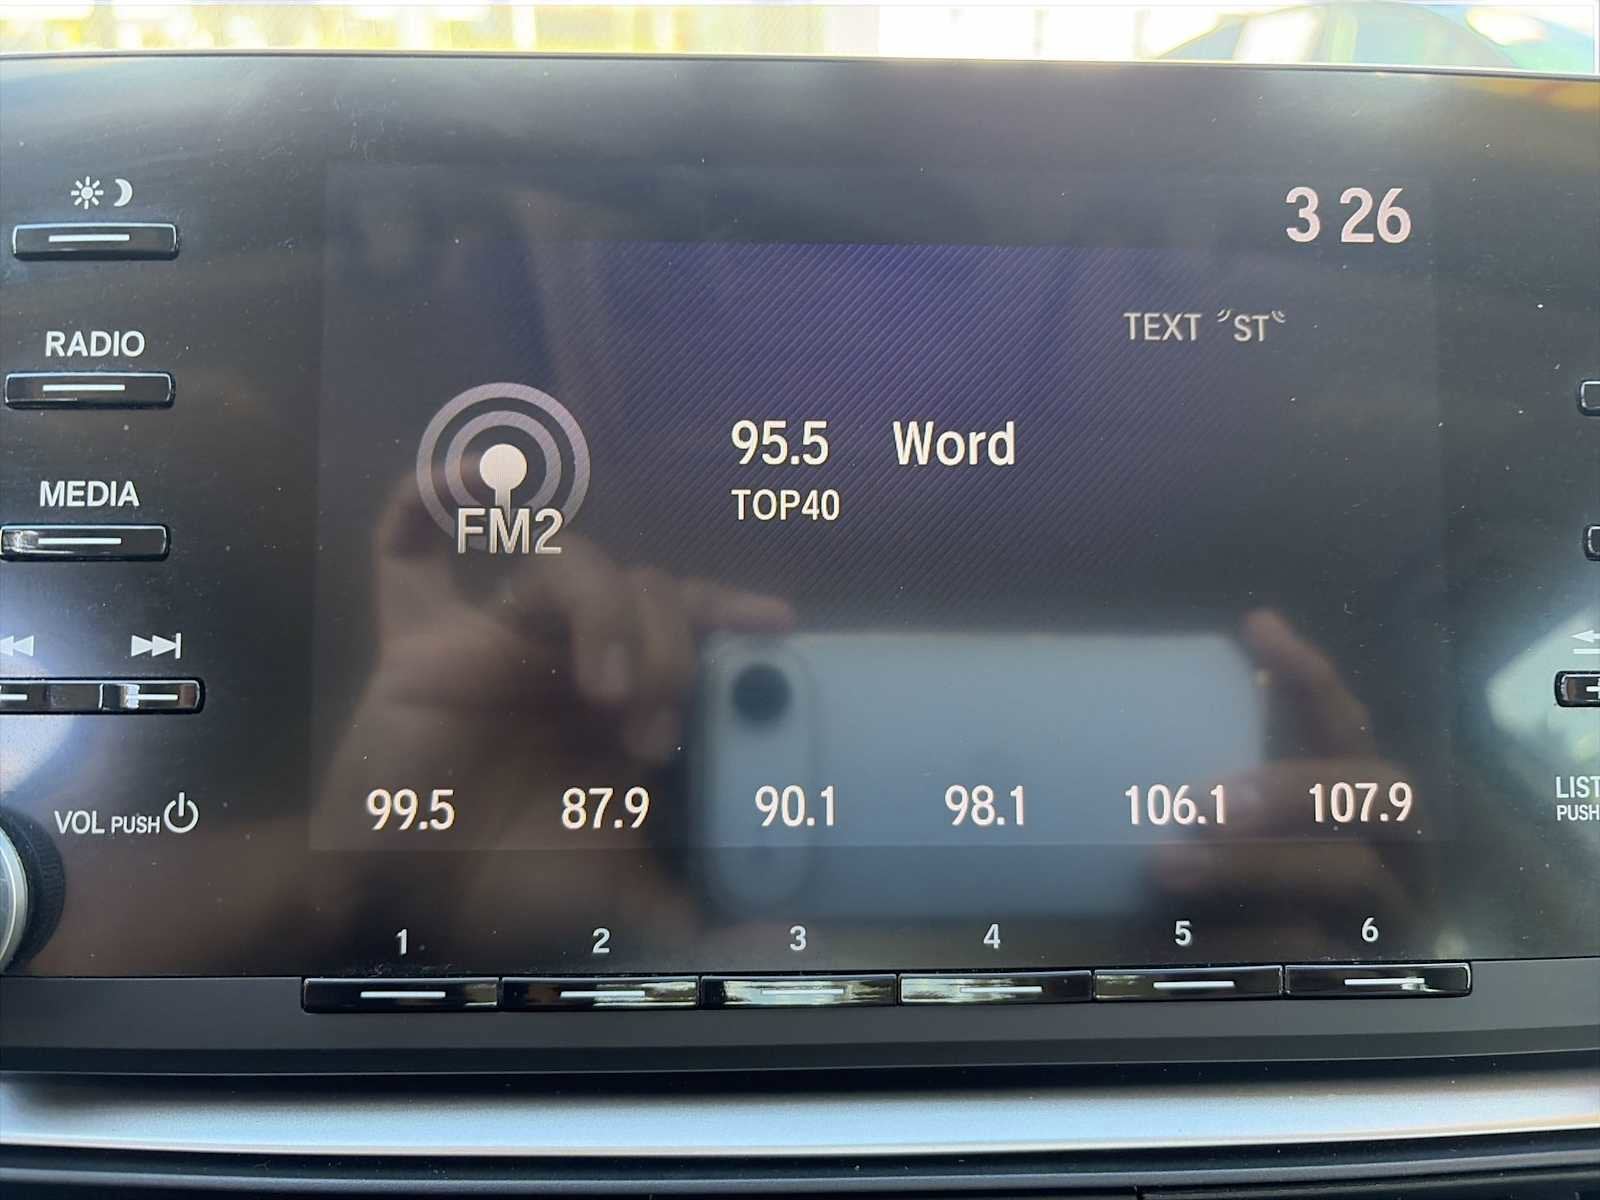 3 26
RADIO
TEXT ST
95.5 Word
TOP40
FM2
MEDIA
99.5 87.9 90.1 98.1 106.1 107.9
VOL PUSH
LIST
PUSH
1 2 3 4 5 6